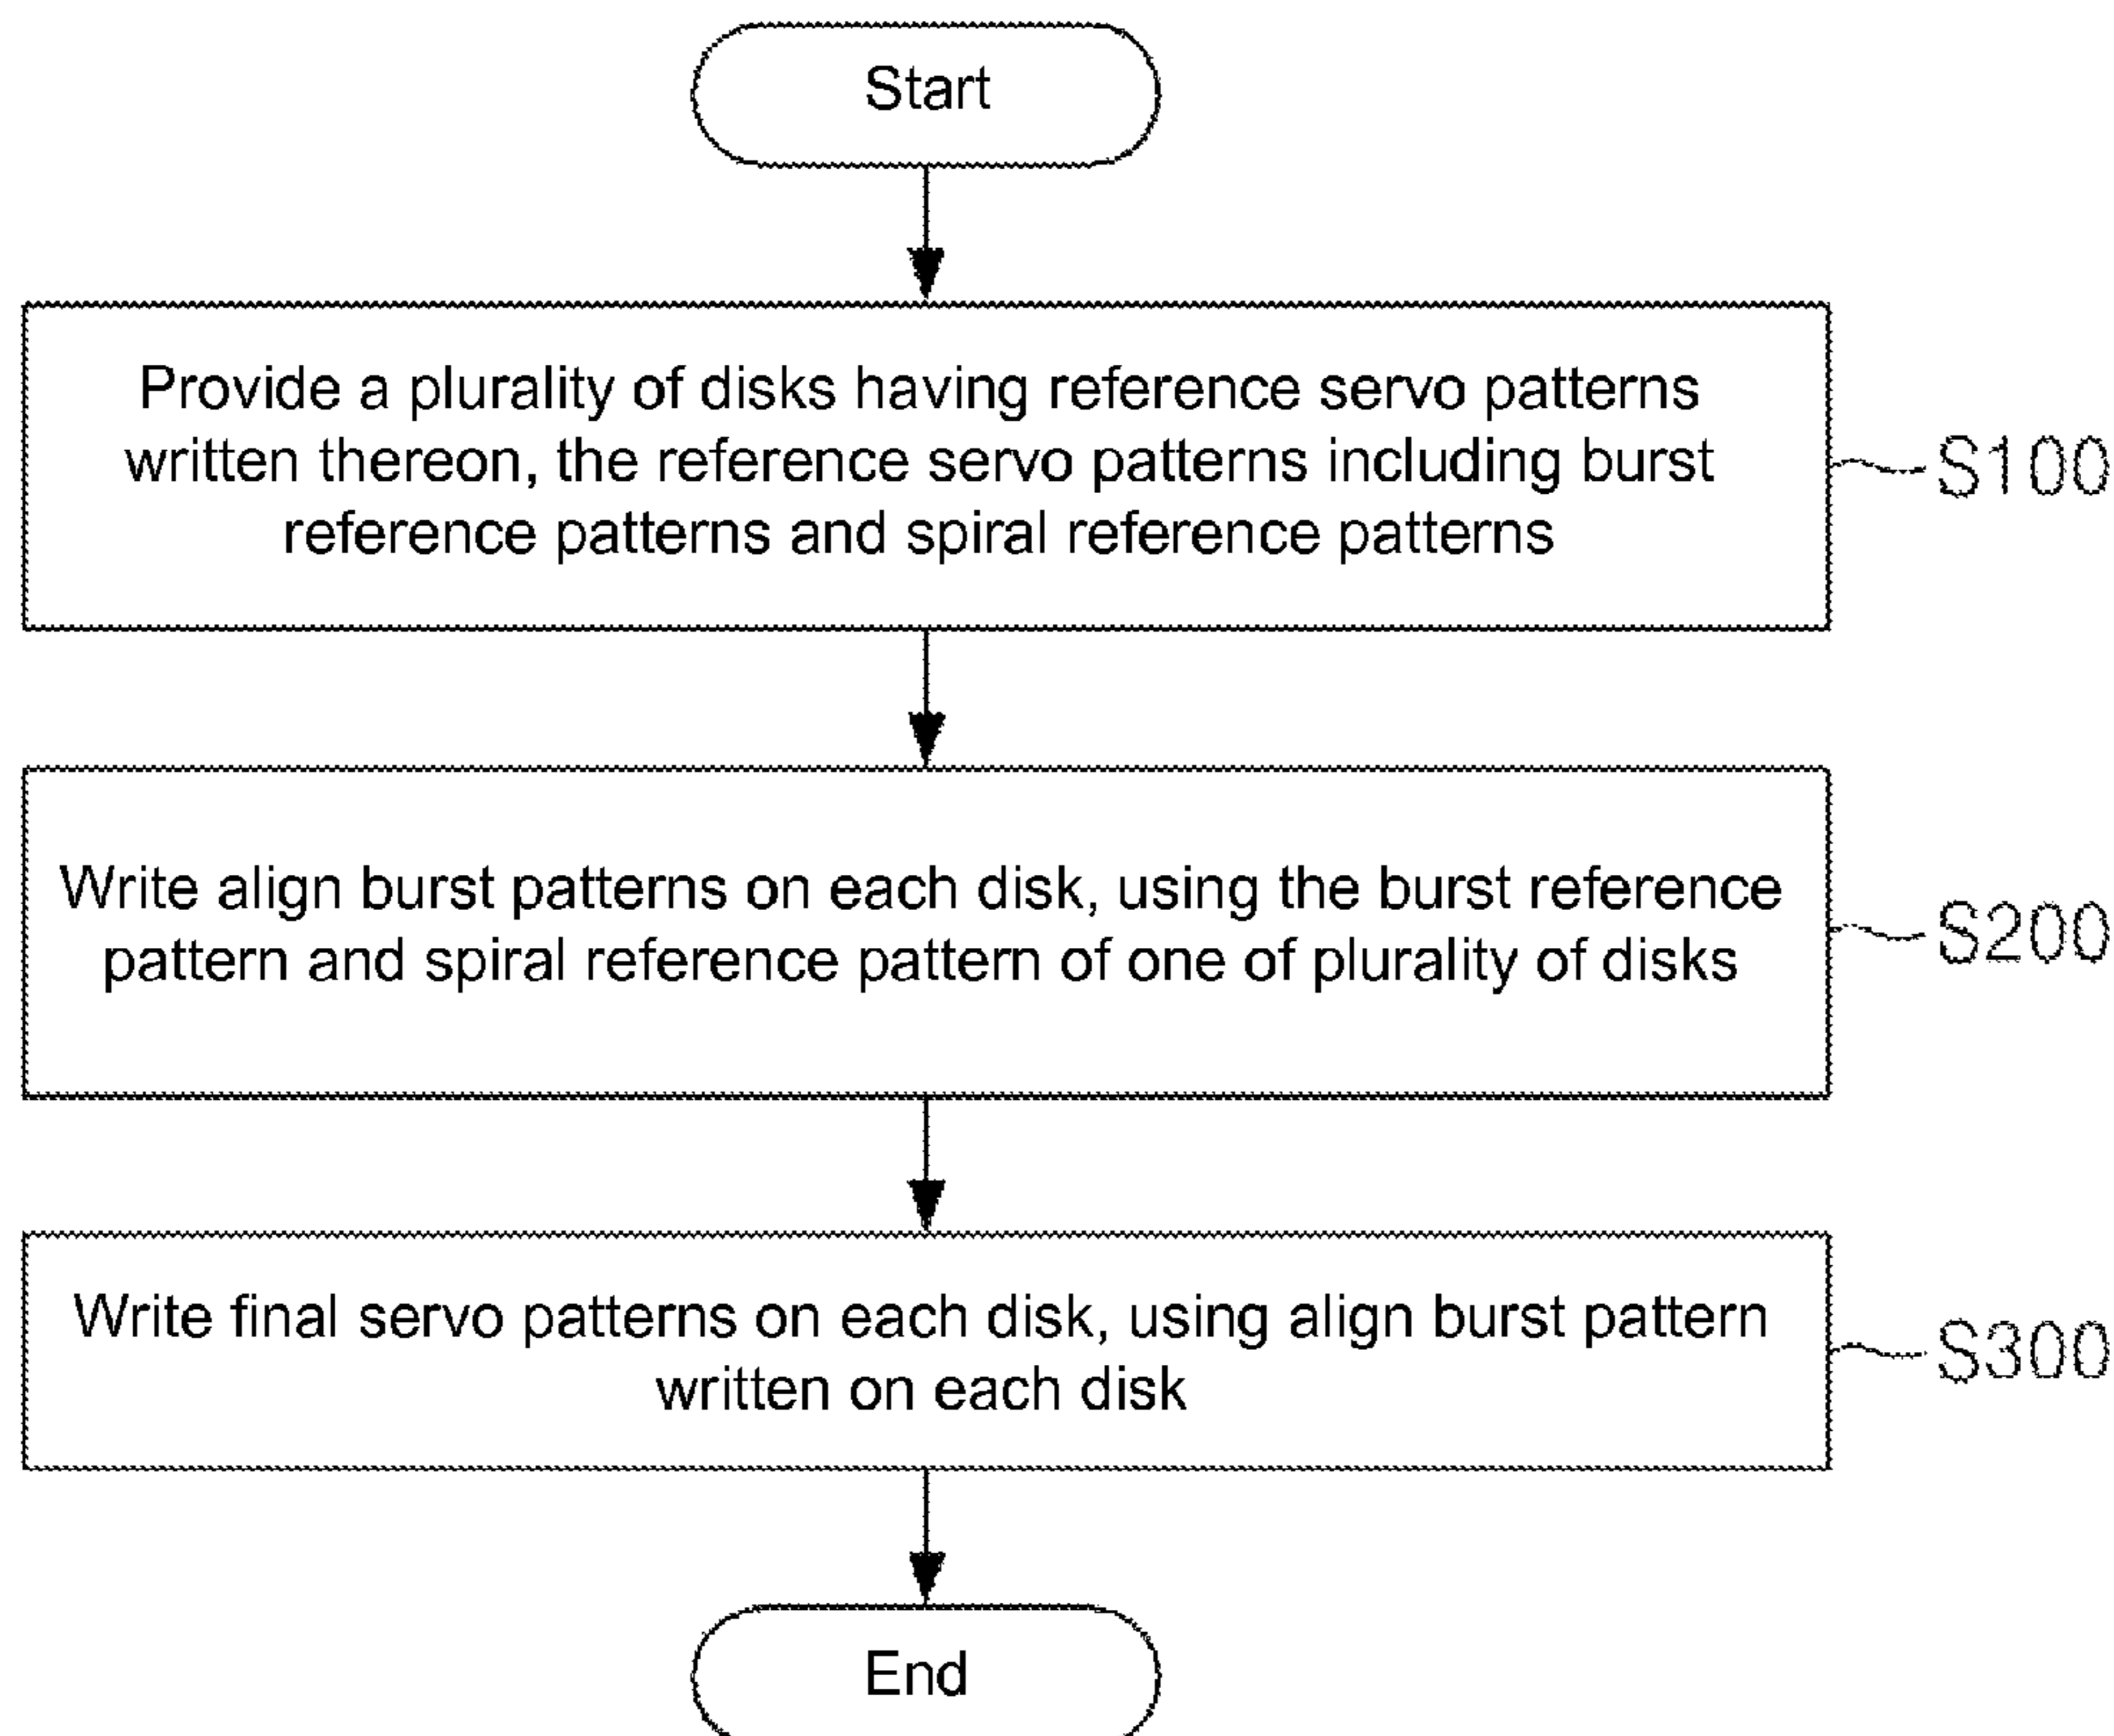 Start
Provide a plurality of disks having reference servo patterns
written thereon, the reference servo patterns including burst
reference patterns and spiral reference patterns
S100
Write align burst patterns on each disk, using the burst reference
pattern and spiral reference pattern of one of plurality of disks
S200
Write final servo patterns on each disk, using align burst pattern
written on each disk
S300
End